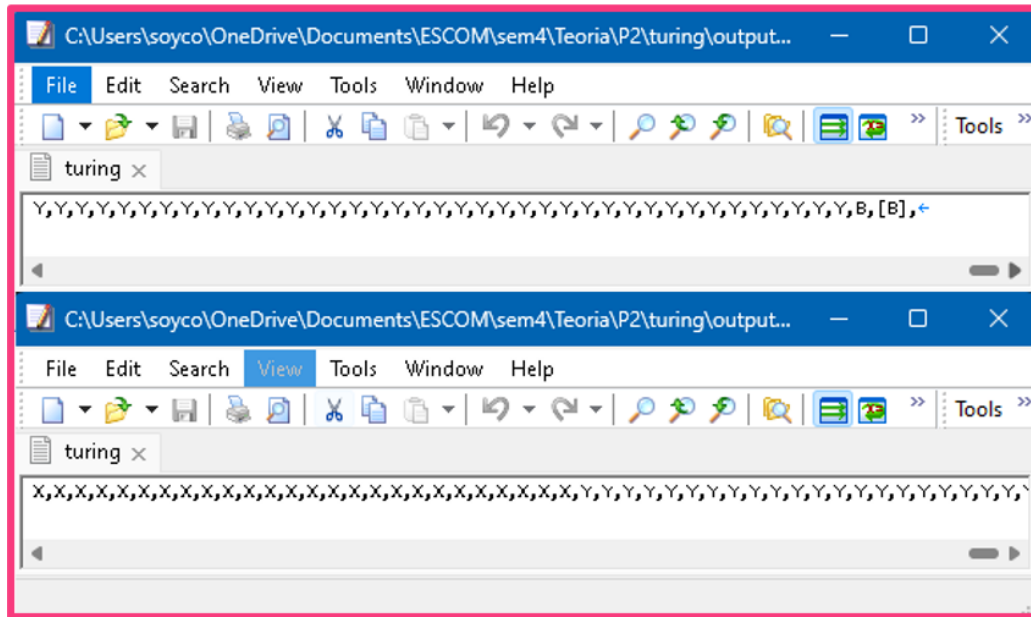 C:\Users\soyco\OneDrive\Documents\ESCOM\sem4\Teoria\P2\turing\output...
File Edit Search View Tools Window Help
Tools
turing
Y,Y,Y,Y,Y,Y,Y,Y,Y,Y,Y,Y,Y,Y,Y,Y,Y,Y,Y,Y,Y,Y,Y,Y,Y,Y,Y,Y,Y,Y,Y,Y,Y,Y,Y,Y,Y,Y,Y,B,[B],←
C:\Users\soyco\OneDrive\Documents\ESCOM\sem4\Teoria\P2\turing\output...
File Edit Search View Tools Window Help
Tools
turing
X,X,X,X,X,X,X,X,X,X,X,X,X,X,X,X,X,X,X,X,X,X,X,X,X,X,Y,Y,Y,Y,Y,Y,Y,Y,Y,Y,Y,Y,Y,Y,Y,Y,Y,Y,Y,Y,Y,